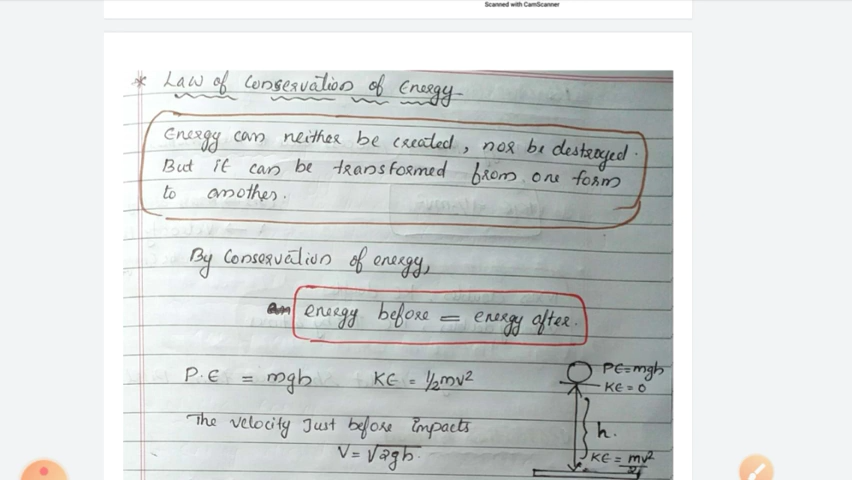 Scanned with CamScanner
* Law of Conservation of Energy
Energy can neither be created, nor be destroyed.
But it can be transformed from one form
to another.
By Conservation of energy,
energy before = energy after.
P.E = mgh KE = 1/2mv²
PE=mgh
KE=0
The velocity Just before impacts
h.
V = √2gh.
KE = mv²/2